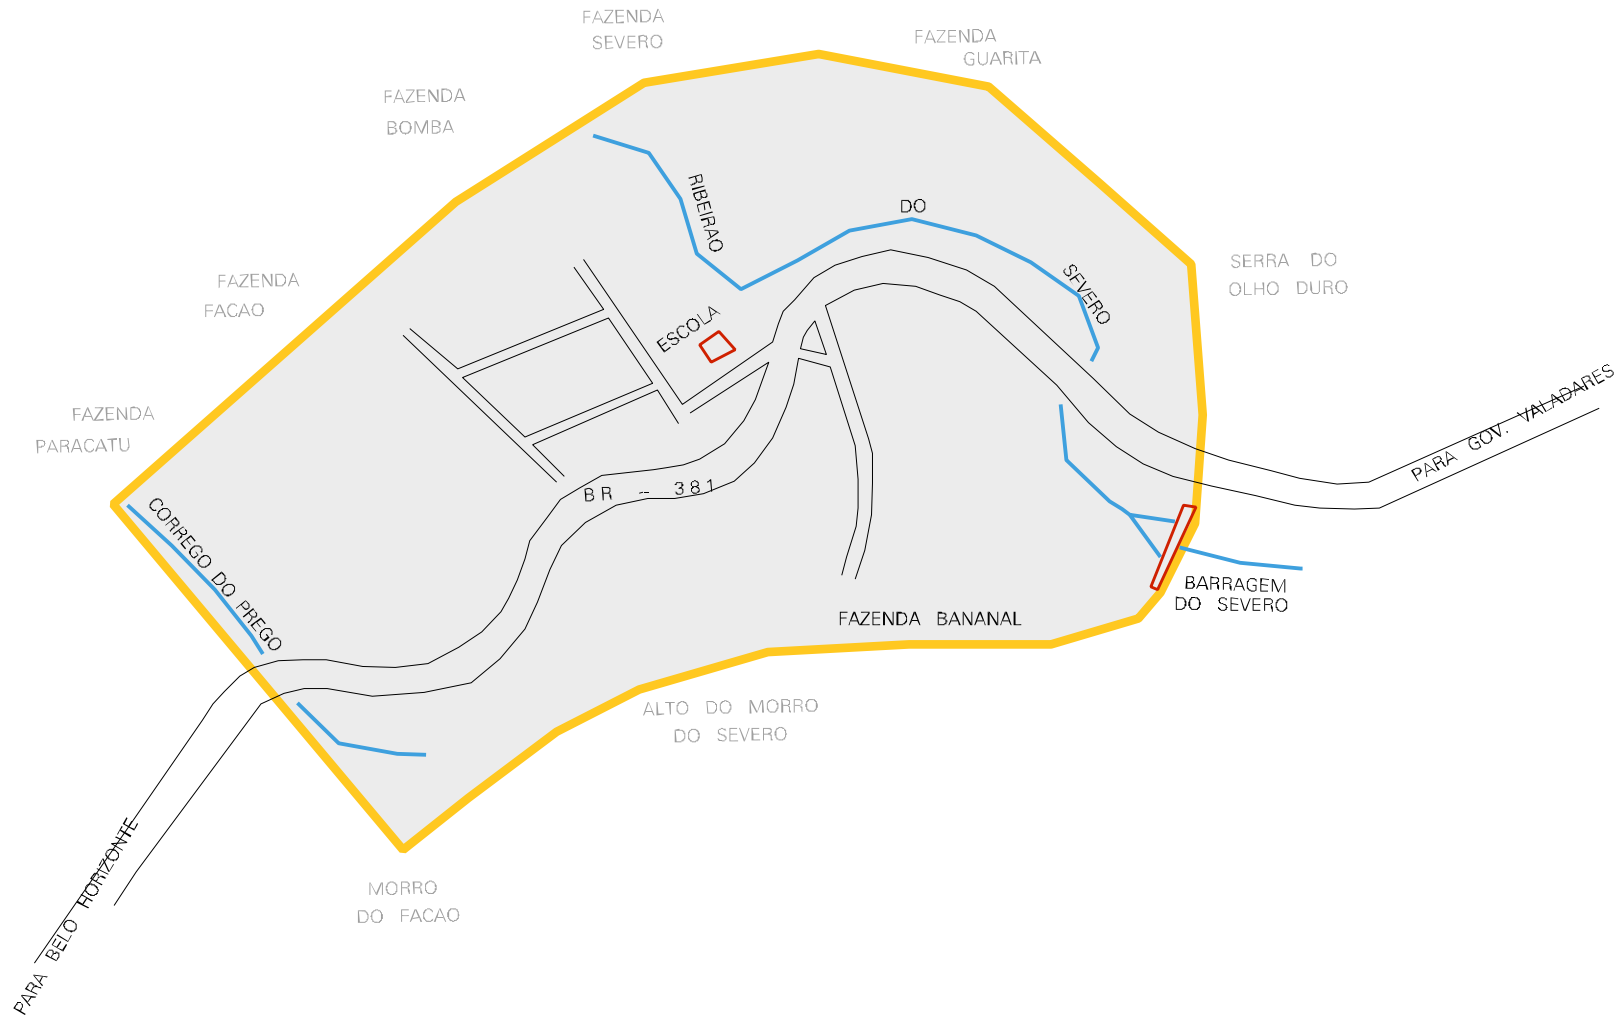 FAZENDA
SEVERO
FAZENDA
GUARITA
FAZENDA
BOMBA
RIBEIRAO
DO
SEVERO
SERRA DO
OLHO DURO
FAZENDA
FACAO
ESCOLA
FAZENDA
PARACATU
PARA GOV. VALADARES
BR -- 381
CORREGO DO PREGO
BARRAGEM
DO SEVERO
FAZENDA BANANAL
ALTO DO MORRO
DO SEVERO
MORRO
DO FACAO
PARA BELO HORIZONTE